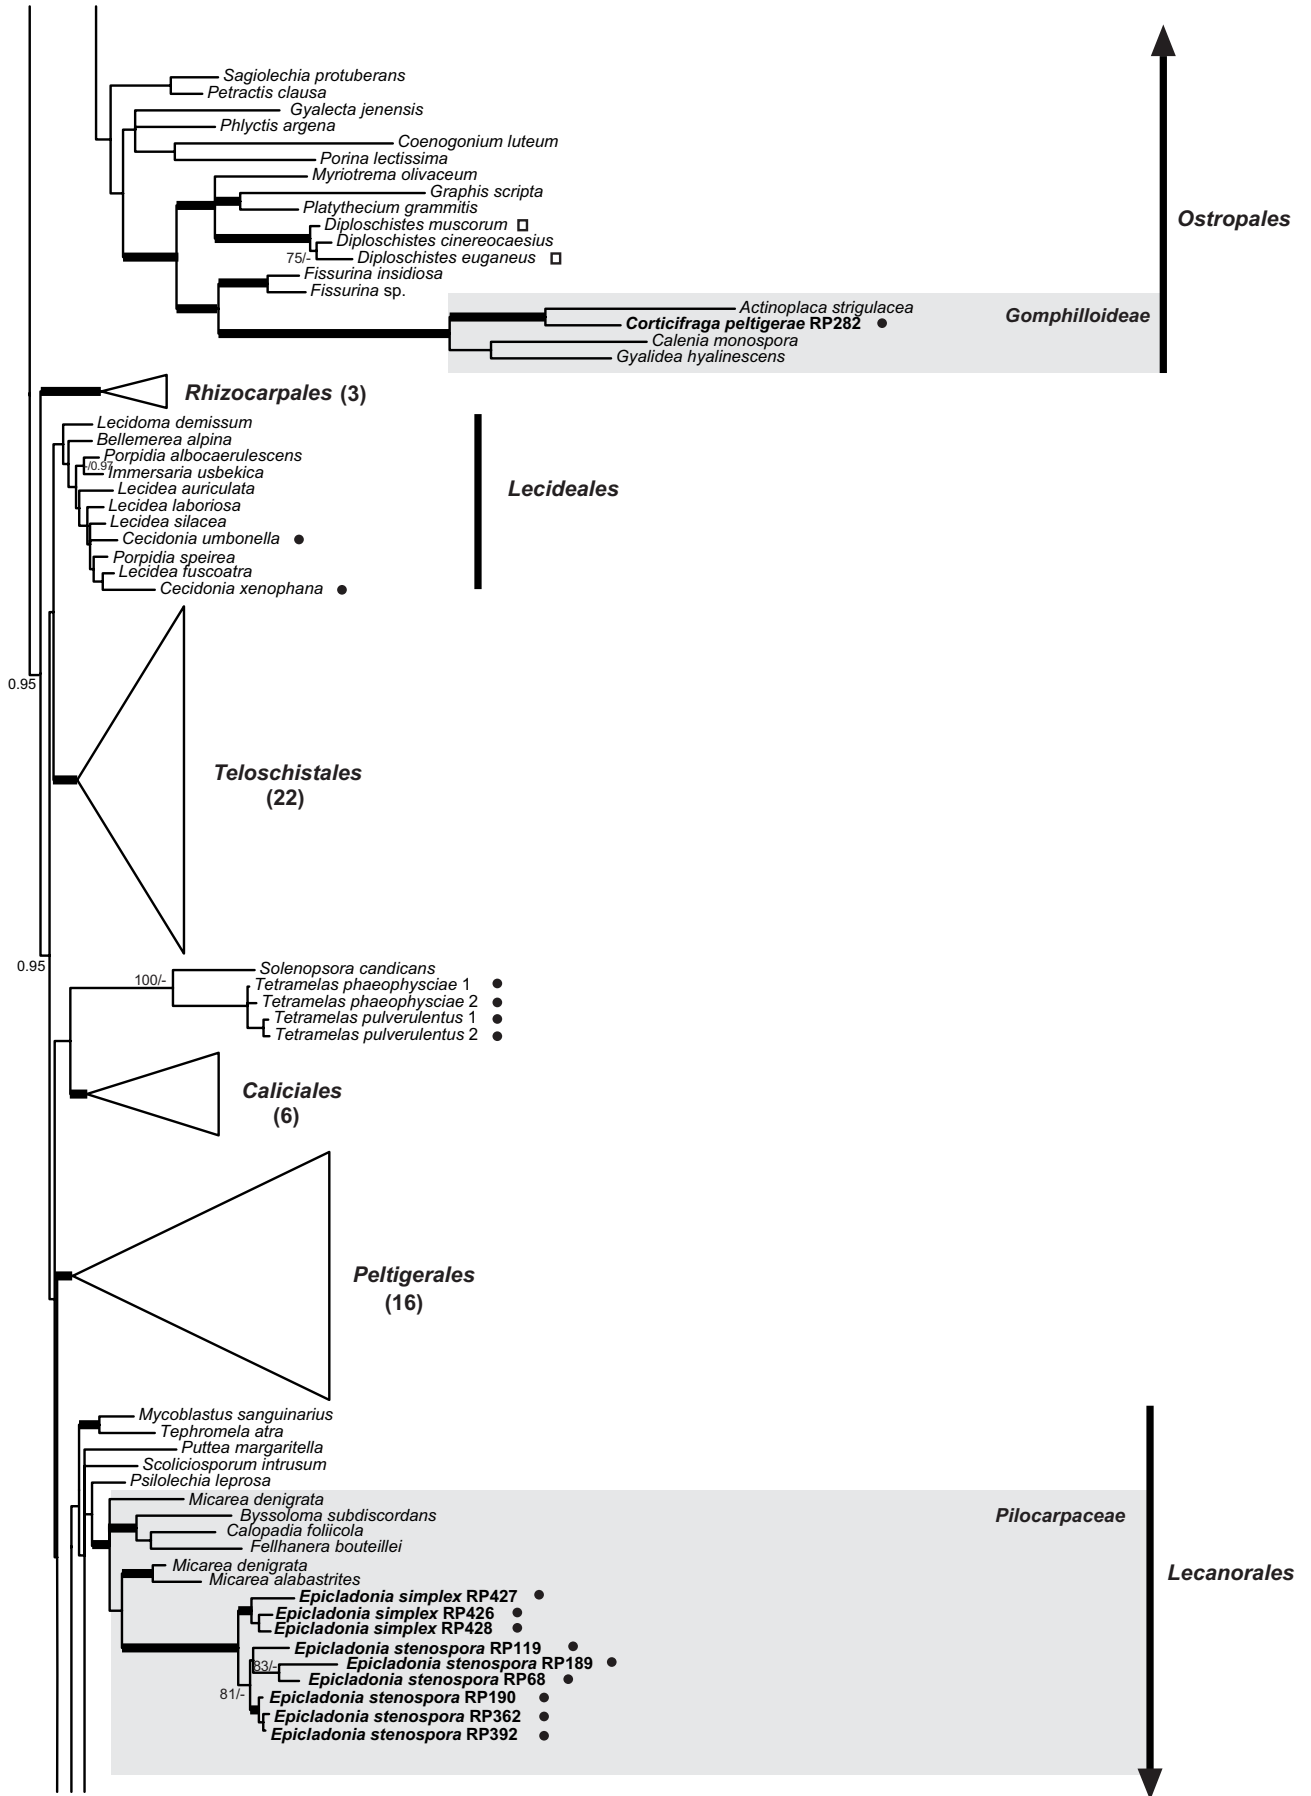 Sagiolechia protuberans
Petractis clausa
Gyalecta jenensis
Phlyctis argena
Coenogonium luteum
Porina lectissima
Myriotrema olivaceum
Graphis scripta
Platythecium grammitis
Ostropales
Diploschistes muscorum
Diploschistes cinereocaesius
75/-
Diploschistes euganeus
Fissurina insidiosa
Fissurina sp.
Actinoplaca strigulacea
Gomphilloideae
Corticifraga peltigerae RP282
Calenia monospora
Gyalidea hyalinescens
Rhizocarpales (3)
Lecidoma demissum
Bellemerea alpina
Porpidia albocaerulescens
-/0.97
Immersaria usbekica
Lecidea auriculata
Lecideales
Lecidea laboriosa
Lecidea silacea
Cecidonia umbonella
Porpidia speirea
Lecidea fuscoatra
Cecidonia xenophana
0.95
Teloschistales
(22)
0.95
Solenopsora candicans
100/-
Tetramelas phaeophysciae 1
Tetramelas phaeophysciae 2
Tetramelas pulverulentus 1
Tetramelas pulverulentus 2
Caliciales
(6)
Peltigerales
(16)
Mycoblastus sanguinarius
Tephromela atra
Puttea margaritella
Scoliciosporum intrusum
Psilolechia leprosa
Micarea denigrata
Byssoloma subdiscordans
Pilocarpaceae
Calopadia foliicola
Fellhanera bouteillei
Micarea denigrata
Lecanorales
Micarea alabastrites
Epicladonia simplex RP427
Epicladonia simplex RP426
Epicladonia simplex RP428
Epicladonia stenospora RP119
83/-
Epicladonia stenospora RP189
Epicladonia stenospora RP68
81/-
Epicladonia stenospora RP190
Epicladonia stenospora RP362
Epicladonia stenospora RP392